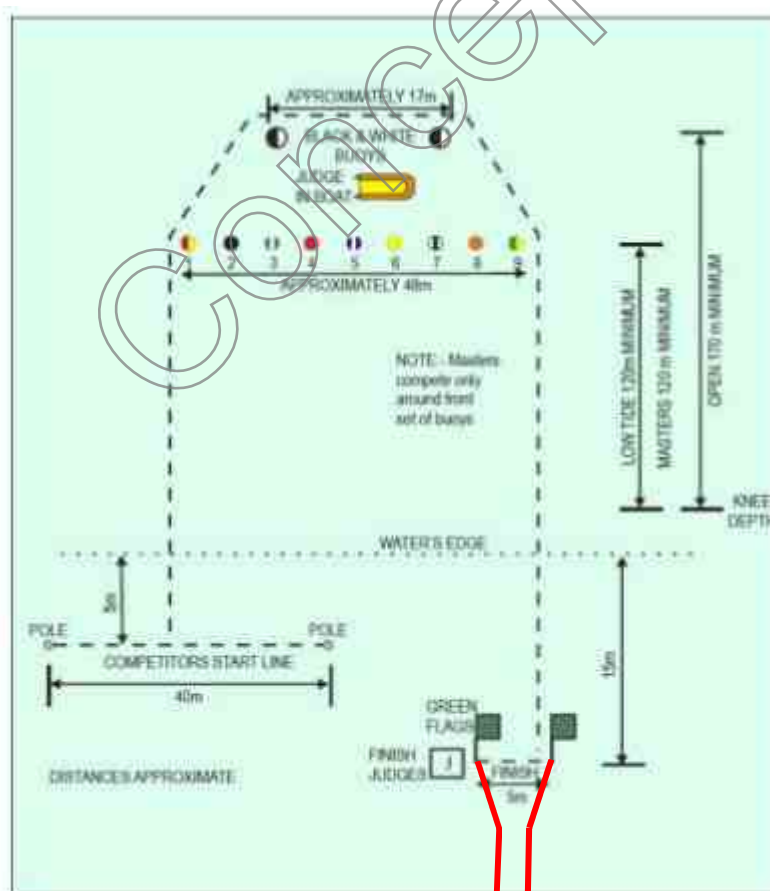 Concep
APPROXIMATELY 17m
BLACK & WHITE
BUOYS
JUDGE
IN BOAT
1 2 3 4 5 6 7 8 9
APPROXIMATELY 48m
NOTE - Masters
compete only
around front
set of buoys
LOW TIDE 120m MINIMUM
MASTERS 120 m MINIMUM
OPEN 170 m MINIMUM
KNEE
DEPTH
WATER'S EDGE
5m
POLE
POLE
COMPETITORS START LINE
40m
15m
GREEN
FLAGS
FINISH
JUDGES
J
FINISH
5m
DISTANCES APPROXIMATE